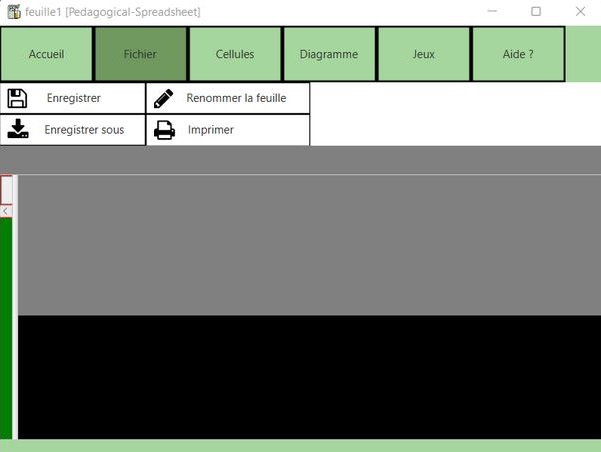 feuille1 [Pedagogical-Spreadsheet]
Accueil Fichier Cellules Diagramme Jeux Aide ?
Enregistrer Renommer la feuille
Enregistrer sous Imprimer